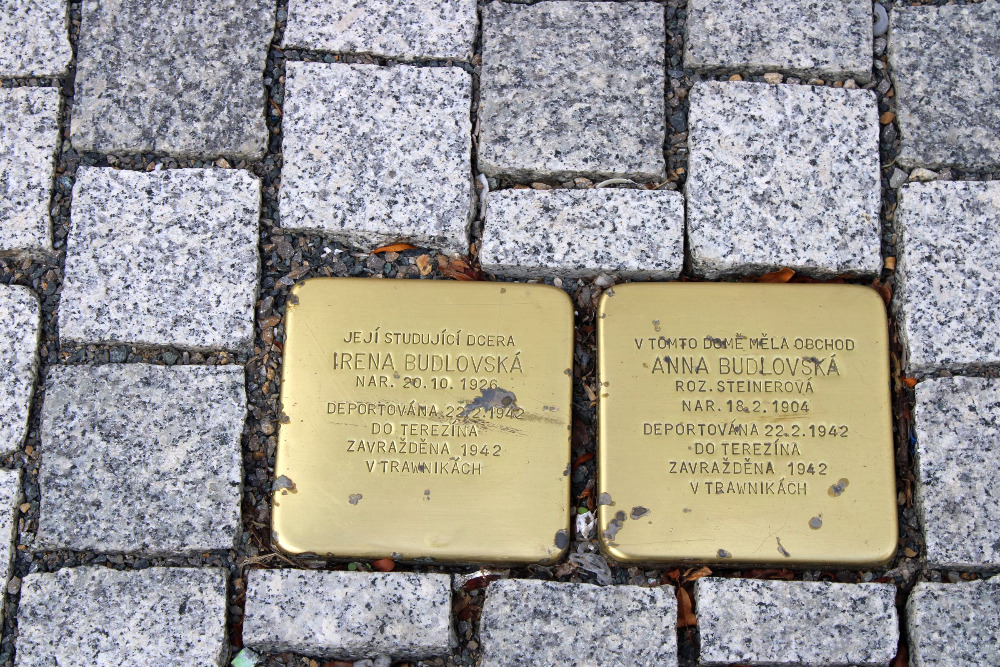 JEJÍ STUDUJÍCÍ DCERA
IRENA BUDLOVSKÁ
NAR. 20.10. 1926
DEPORTOVÁNA 22.2.1942
DO TEREZÍNA
ZAVRAŽDĚNA 1942
V TRAWNIKÁCH
V TOMTO DOMĚ MĚLA OBCHOD
ANNA BUDLOVSKÁ
ROZ. STEINEROVÁ
NAR. 18.2. 1904
DEPORTOVÁNA 22.2.1942
DO TEREZÍNA
ZAVRAŽDĚNA 1942
V TRAWNIKÁCH